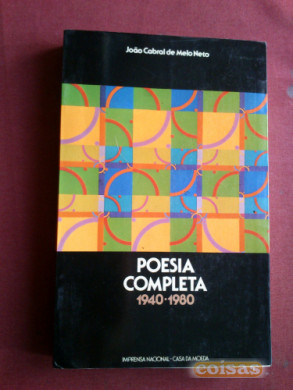 João Cabral de Melo Neto
POESIA
COMPLETA
1940-1980
IMPRENSA NACIONAL - CASA DA MOEDA
coisas